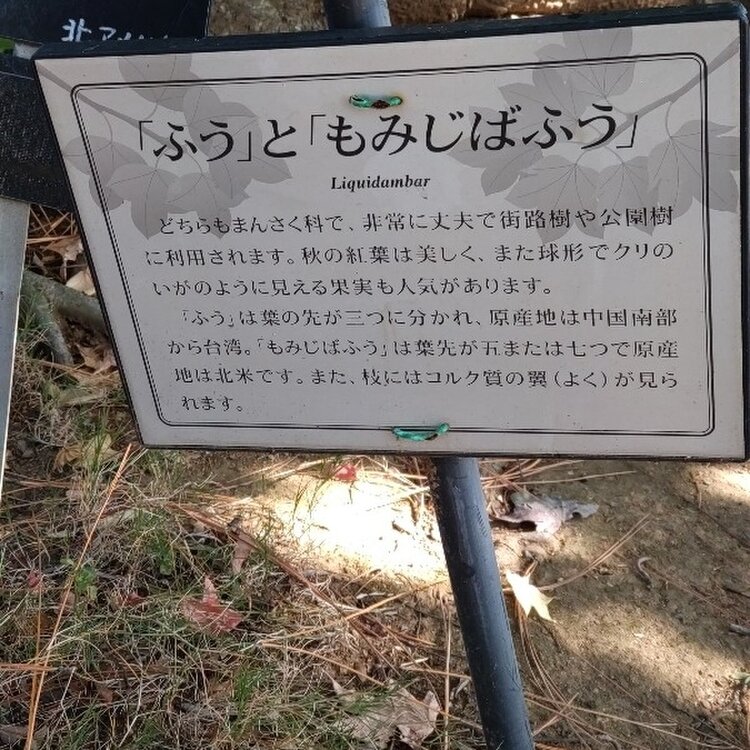 北ア
「ふう」と「もみじばふう」
Liquidambar
どちらもまんさく科で、非常に丈夫で街路樹や公園樹
に利用されます。秋の紅葉は美しく、また球形でクリの
いがのように見える果実も人気があります。
「ふう」は葉の先が三つに分かれ、原産地は中国南部
から台湾。「もみじばふう」は葉先が五または七つで原産
地は北米です。また、枝にはコルク質の翼(よく)が見ら
れます。